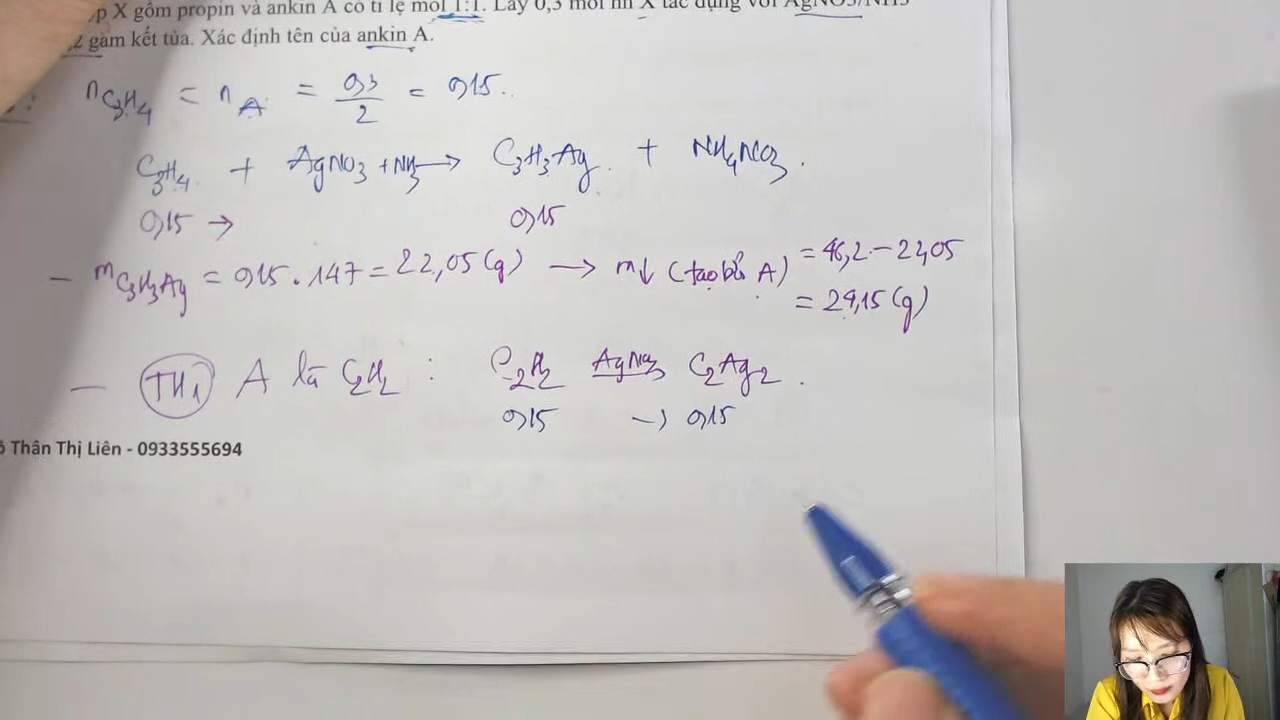 p X gồm propin và ankin A có tỉ lệ mol 1:1. Lấy 0,3 mol hh X tác dụng với AgNO3/NH3
,2 gam kết tủa. Xác định tên của ankin A.
nC3H4 = nA = 0,3/2 = 0,15.
C3H4 + AgNO3 + NH3 → C3H3Ag + NH4NO3.
0,15 → 0,15
- mC3H3Ag = 0,15 . 147 = 22,05 (g) → m↓ (tạo bởi A) = 46,2 - 22,05
= 24,15 (g)
- TH1 A là C2H2 : C2H2 AgNO3 → C2Ag2.
0,15 → 0,15
Thân Thị Liên - 0933555694